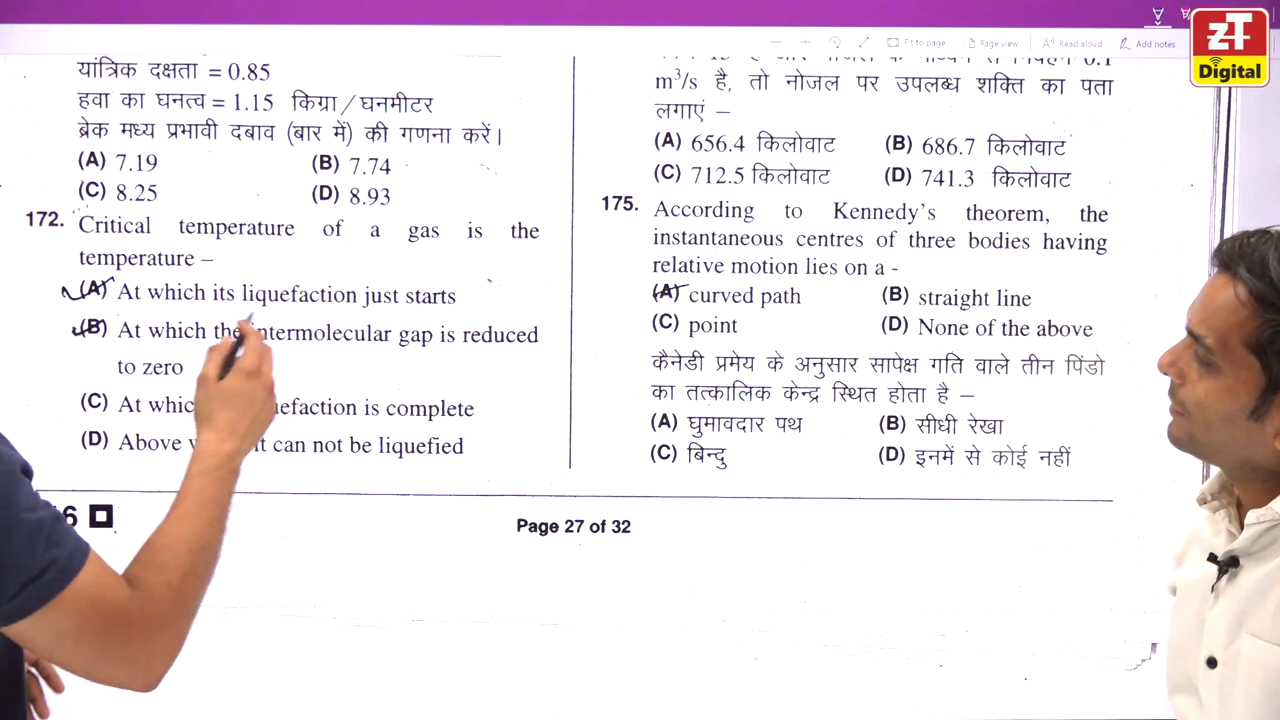 Fit to page
Page view
Read aloud
Add notes
ZT
Digital
यांत्रिक दक्षता = 0.85
हवा का घनत्व = 1.15 किग्रा/घनमीटर
ब्रेक मध्य प्रभावी दबाव (बार में) की गणना करें।
(A) 7.19 (B) 7.74
(C) 8.25 (D) 8.93
172. Critical temperature of a gas is the
temperature –
(A) At which its liquefaction just starts
(B) At which the intermolecular gap is reduced
to zero
(C) is complete
(D) Above can not be liquefied
6
m³/s है, तो नोजल पर उपलब्ध शक्ति का पता
लगाएं –
(A) 656.4 किलोवाट (B) 686.7 किलोवाट
(C) 712.5 किलोवाट (D) 741.3 किलोवाट
175. According to Kennedy's theorem, the
instantaneous centres of three bodies having
relative motion lies on a -
(A) curved path (B) straight line
(C) point (D) None of the above
कैनेडी प्रमेय के अनुसार सापेक्ष गति वाले तीन पिंडो
का तत्कालिक केन्द्र स्थित होता है –
(A) घुमावदार पथ (B) सीधी रेखा
(C) बिन्दु (D) इनमें से कोई नहीं
Page 27 of 32